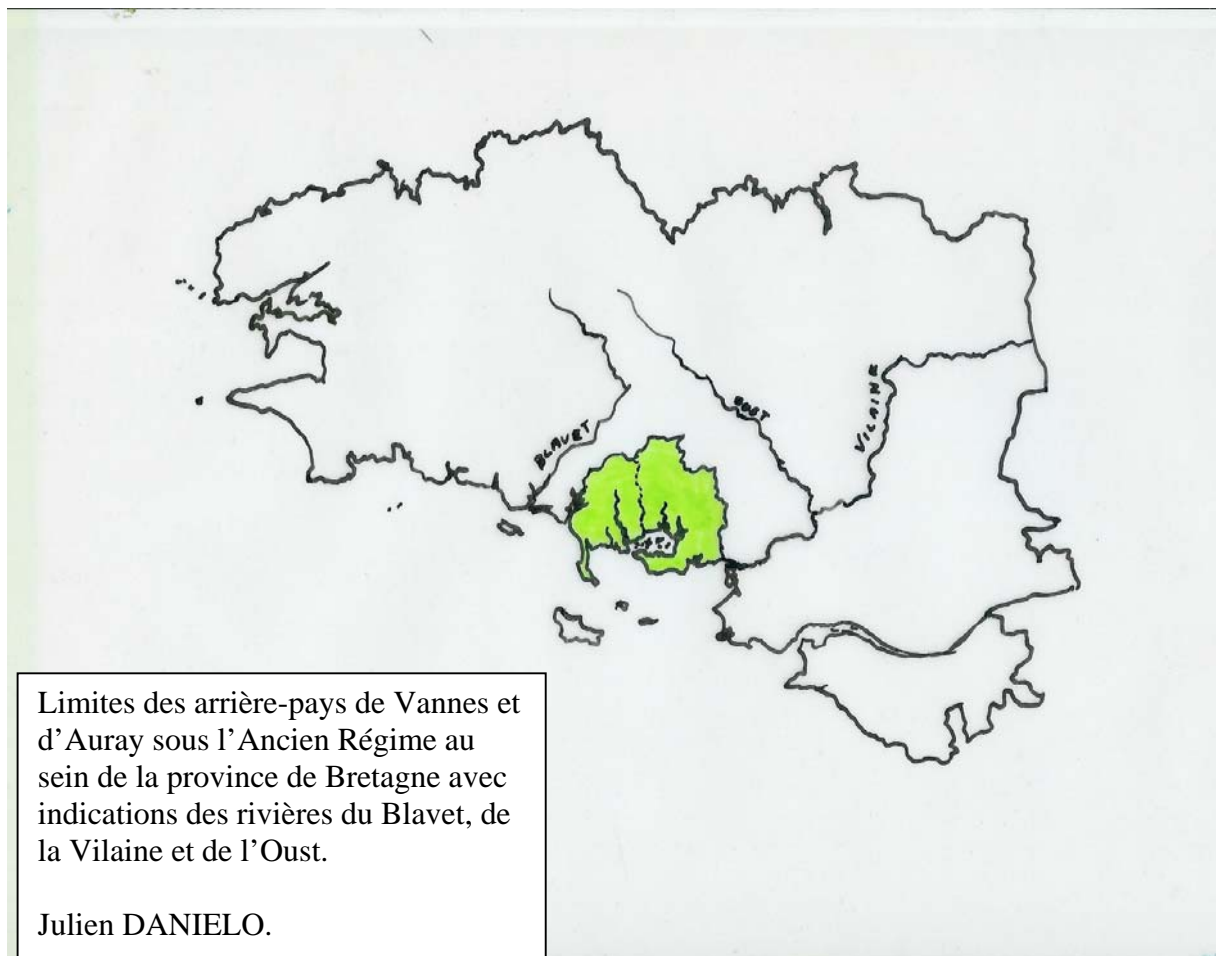 BLAVET
OUST
VILAINE
Limites des arrière-pays de Vannes et
d’Auray sous l’Ancien Régime au
sein de la province de Bretagne avec
indications des rivières du Blavet, de
la Vilaine et de l’Oust.
Julien DANIELO.